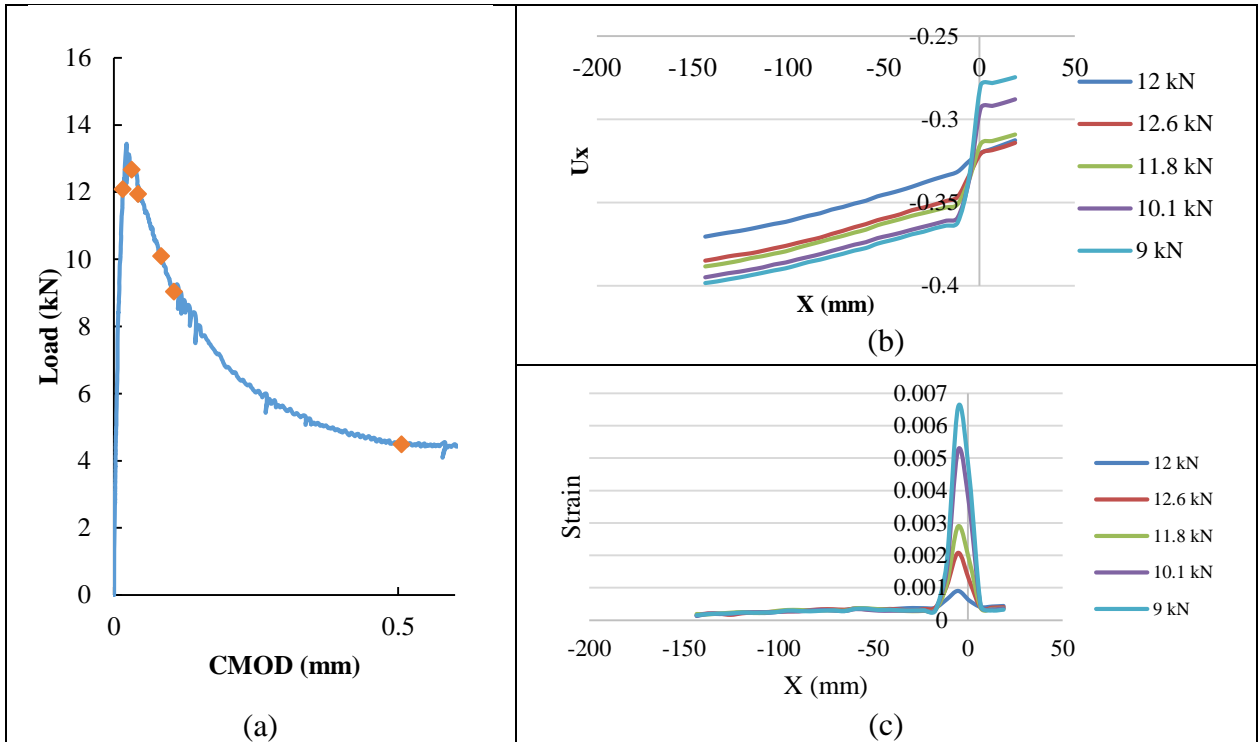 16
14
12
10
8
6
4
2
0
Load (kN)
0 0.5
CMOD (mm)
(a)
-0.25
-200 -150 -100 -50 0 50
-0.3
-0.35
-0.4
Ux
X (mm)
12 kN
12.6 kN
11.8 kN
10.1 kN
9 kN
(b)
0.007
0.006
0.005
0.004
0.003
0.002
0.001
0
Strain
-200 -150 -100 -50 0 50
X (mm)
12 kN
12.6 kN
11.8 kN
10.1 kN
9 kN
(c)